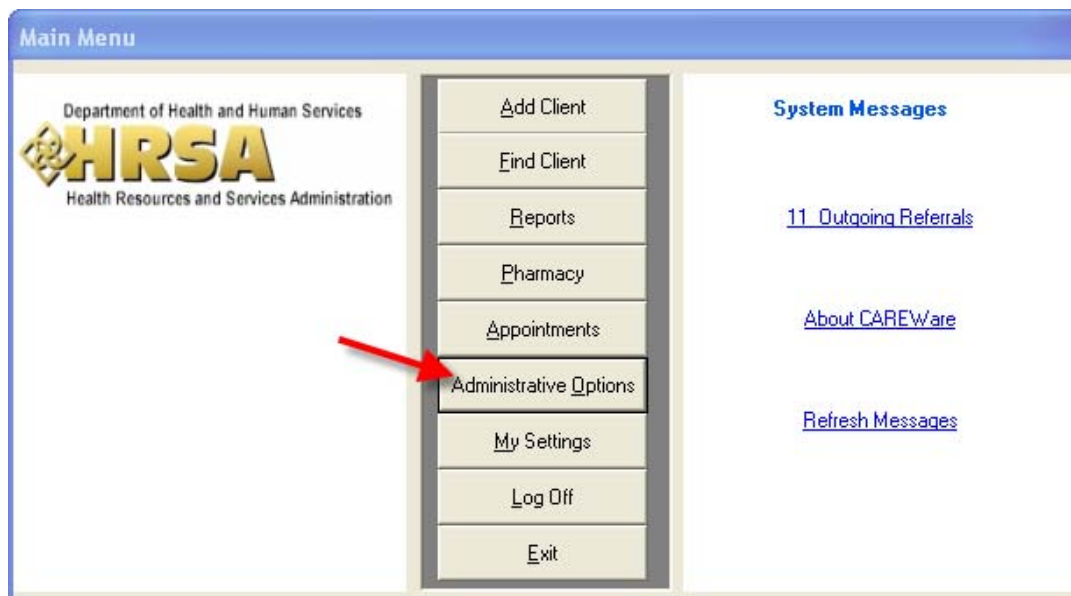 Main Menu
Department of Health and Human Services
HRSA
Health Resources and Services Administration
Add Client
Find Client
Reports
Pharmacy
Appointments
Administrative Options
My Settings
Log Off
Exit
System Messages
11 Outgoing Referrals
About CAREWare
Refresh Messages